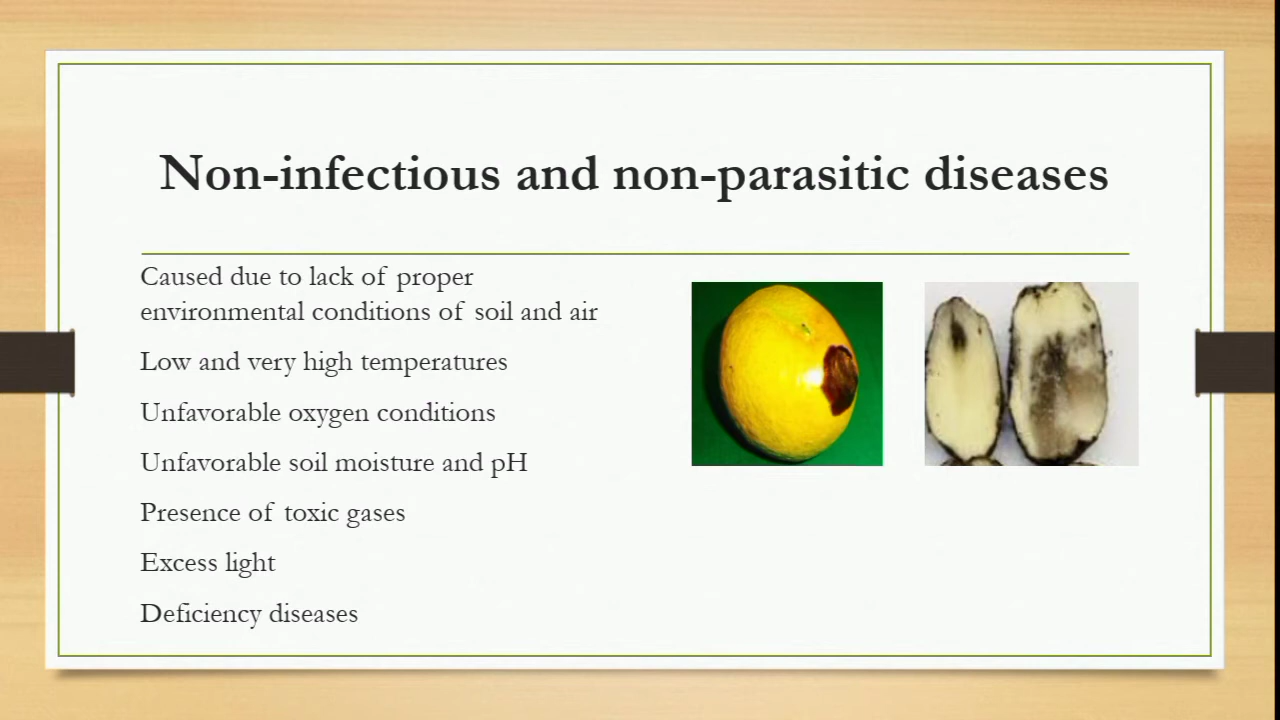 Non-infectious and non-parasitic diseases
Caused due to lack of proper
environmental conditions of soil and air
Low and very high temperatures
Unfavorable oxygen conditions
Unfavorable soil moisture and pH
Presence of toxic gases
Excess light
Deficiency diseases